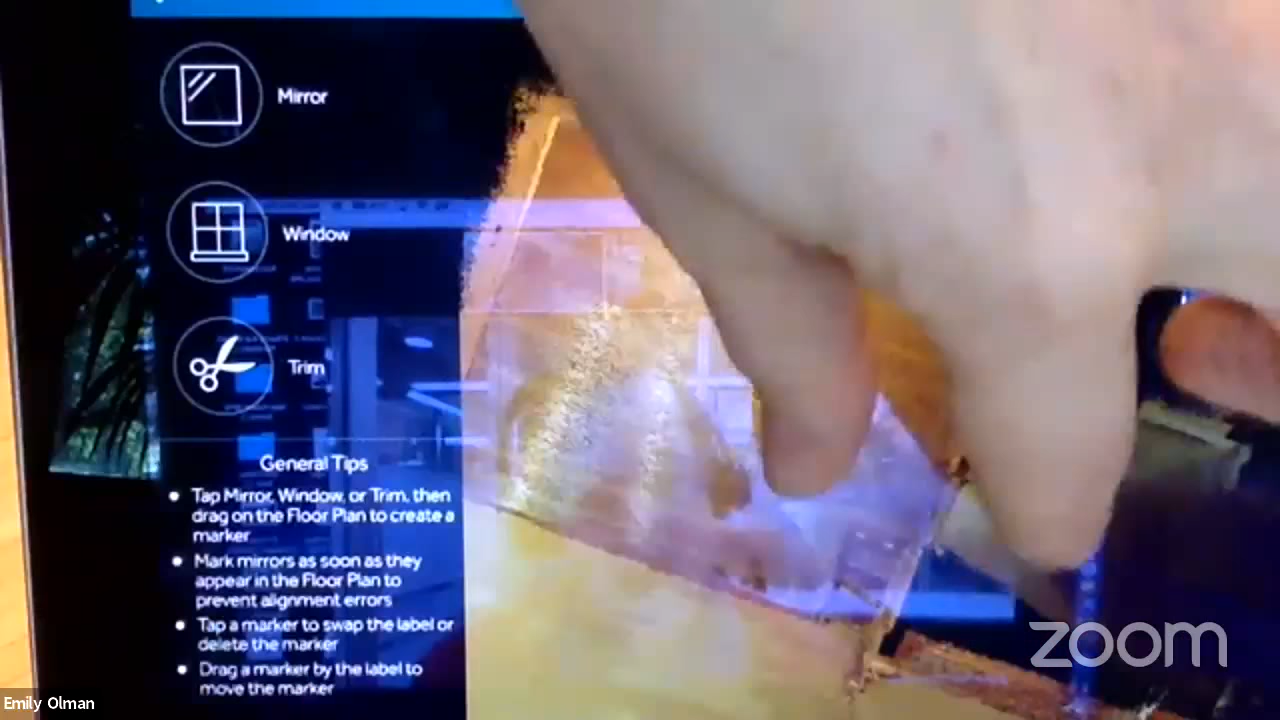 Mirror
Window
Trim
General Tips
Tap Mirror, Window, or Trim, then
drag on the Floor Plan to create a
marker
Mark mirrors as soon as they
appear in the Floor Plan to
prevent alignment errors
Tap a marker to swap the label or
delete the marker
Drag a marker by the label to
move the marker
zoom
Emily Olman